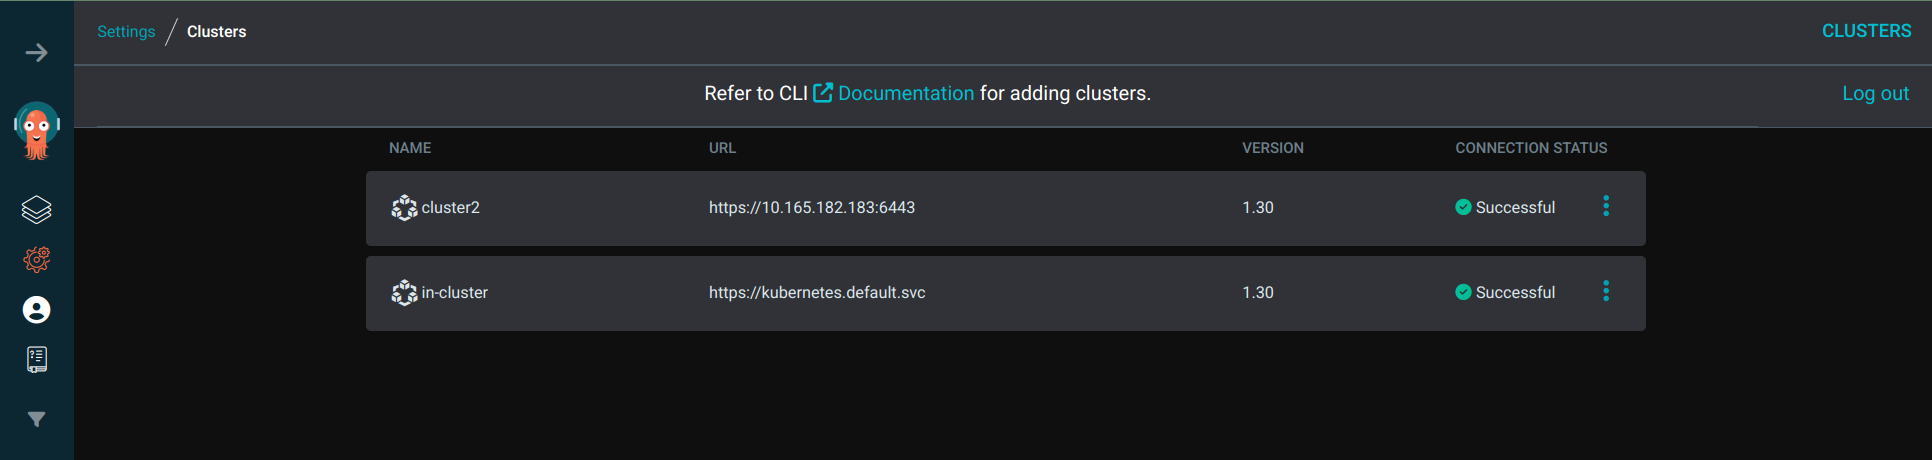 Settings / Clusters
CLUSTERS
Refer to CLI Documentation for adding clusters.
Log out
NAME URL VERSION CONNECTION STATUS
cluster2 https://10.165.182.183:6443 1.30 Successful
in-cluster https://kubernetes.default.svc 1.30 Successful